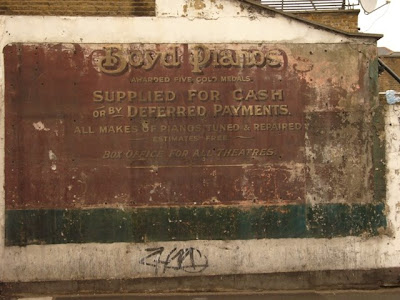 Boyd Pianos
AWARDED FIVE GOLD MEDALS
SUPPLIED FOR CASH
OR BY DEFERRED PAYMENTS.
ALL MAKES OF PIANOS, TUNED & REPAIRED
ESTIMATES FREE
BOX OFFICE FOR ALL THEATRES.